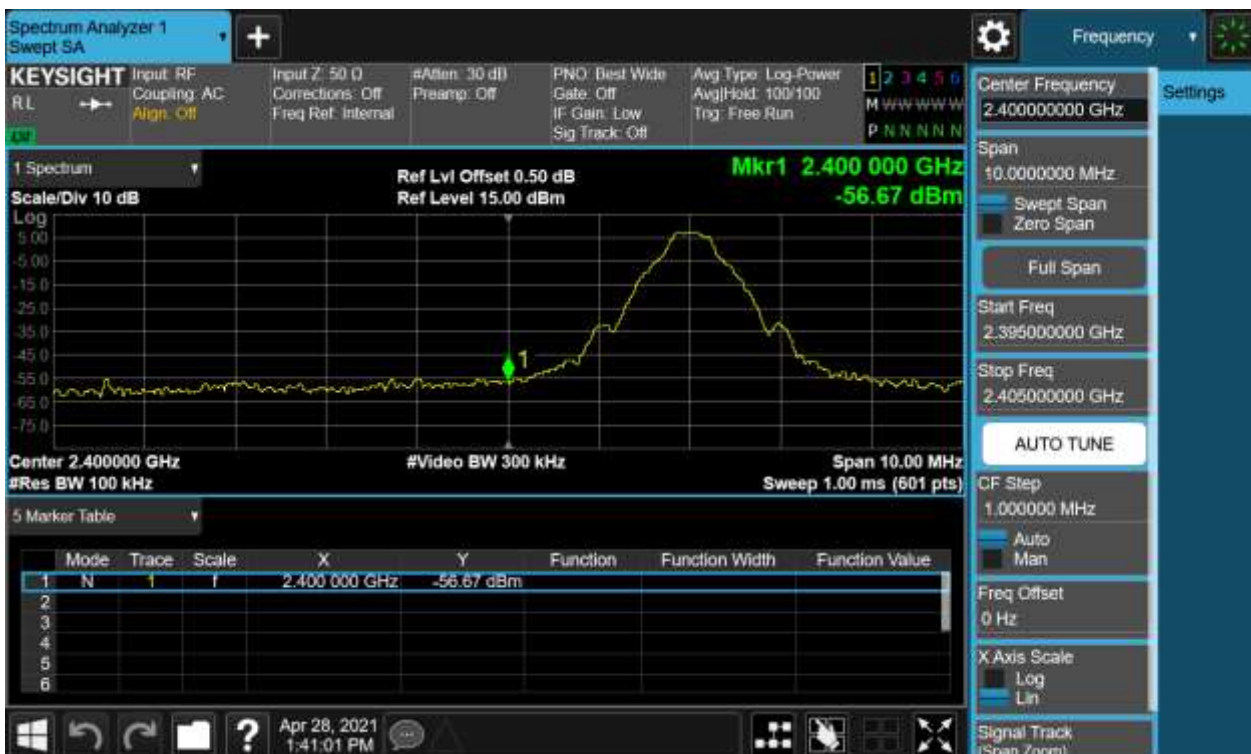 Spectrum Analyzer 1
Swept SA
+
Frequency
KEYSIGHT
RL
Input: RF
Coupling: AC
Align: Off
Input Z: 50 Ω
Corrections: Off
Freq Ref: Internal
#Atten: 30 dB
Preamp: Off
PNO: Best Wide
Gate: Off
IF Gain: Low
Sig Track: Off
Avg Type: Log-Power
Avg|Hold: 100/100
Trig: Free Run
1 2 3 4 5 6
M W W W W W
P N N N N N
1 Spectrum
Scale/Div 10 dB
Ref Lvl Offset 0.50 dB
Ref Level 15.00 dBm
Mkr1 2.400 000 GHz
-56.67 dBm
Log
5.00
-5.00
-15.0
-25.0
-35.0
-45.0
-55.0
-65.0
-75.0
1
Center 2.400000 GHz
#Res BW 100 kHz
#Video BW 300 kHz
Span 10.00 MHz
Sweep 1.00 ms (601 pts)
5 Marker Table
Mode Trace Scale X Y Function Function Width Function Value
1 N 1 f 2.400 000 GHz -56.67 dBm
2
3
4
5
6
?
Apr 28, 2021
1:41:01 PM
Center Frequency
2.400000000 GHz
Span
10.0000000 MHz
Swept Span
Zero Span
Full Span
Start Freq
2.395000000 GHz
Stop Freq
2.405000000 GHz
AUTO TUNE
CF Step
1.000000 MHz
Auto
Man
Freq Offset
0 Hz
X Axis Scale
Log
Lin
Signal Track
(Span Zoom)
Settings